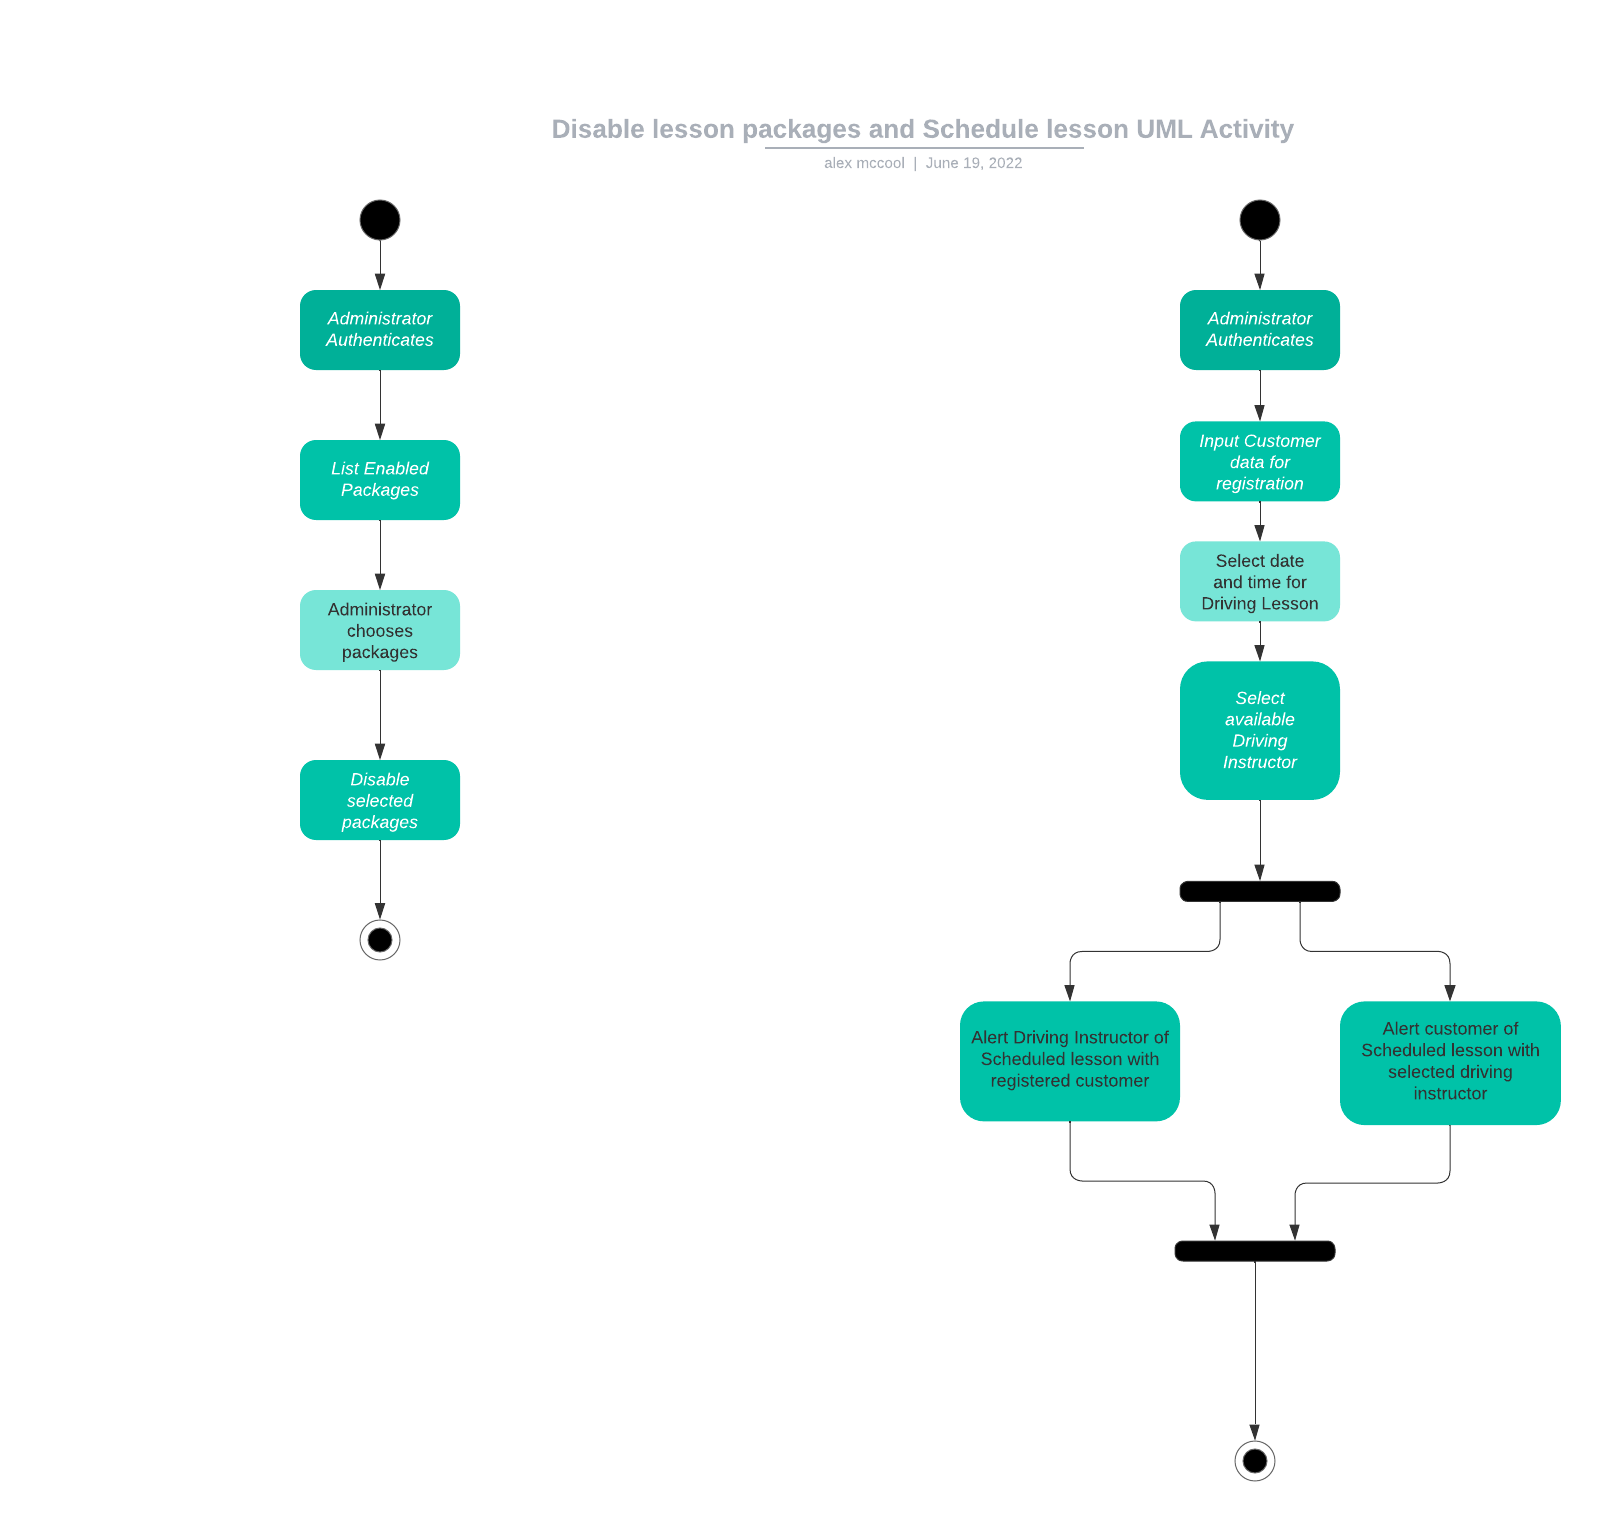 Disable lesson packages and Schedule lesson UML Activity
alex mccool | June 19, 2022
Administrator
Authenticates
List Enabled
Packages
Administrator
chooses
packages
Disable
selected
packages
Administrator
Authenticates
Input Customer
data for
registration
Select date
and time for
Driving Lesson
Select
available
Driving
Instructor
Alert Driving Instructor of
Scheduled lesson with
registered customer
Alert customer of
Scheduled lesson with
selected driving
instructor